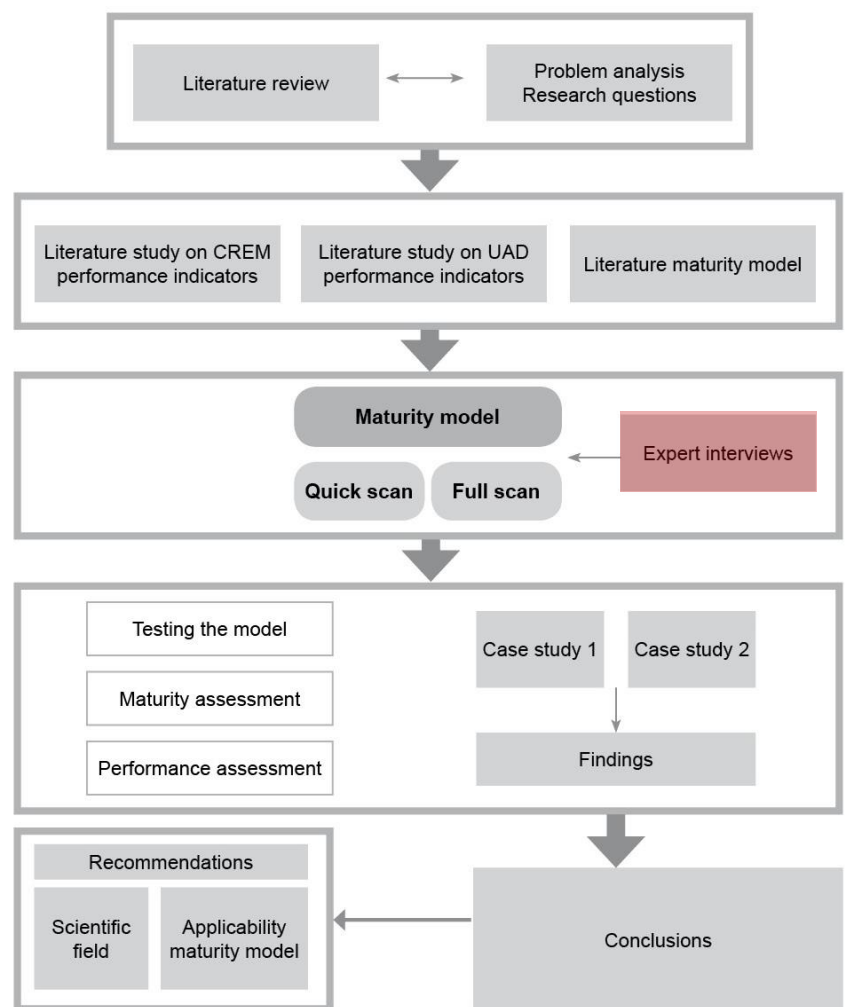 Literature review
Problem analysis
Research questions
Literature study on CREM
performance indicators
Literature study on UAD
performance indicators
Literature maturity model
Maturity model
Expert interviews
Quick scan
Full scan
Testing the model
Maturity assessment
Performance assessment
Case study 1
Case study 2
Findings
Recommendations
Scientific
field
Applicability
maturity model
Conclusions